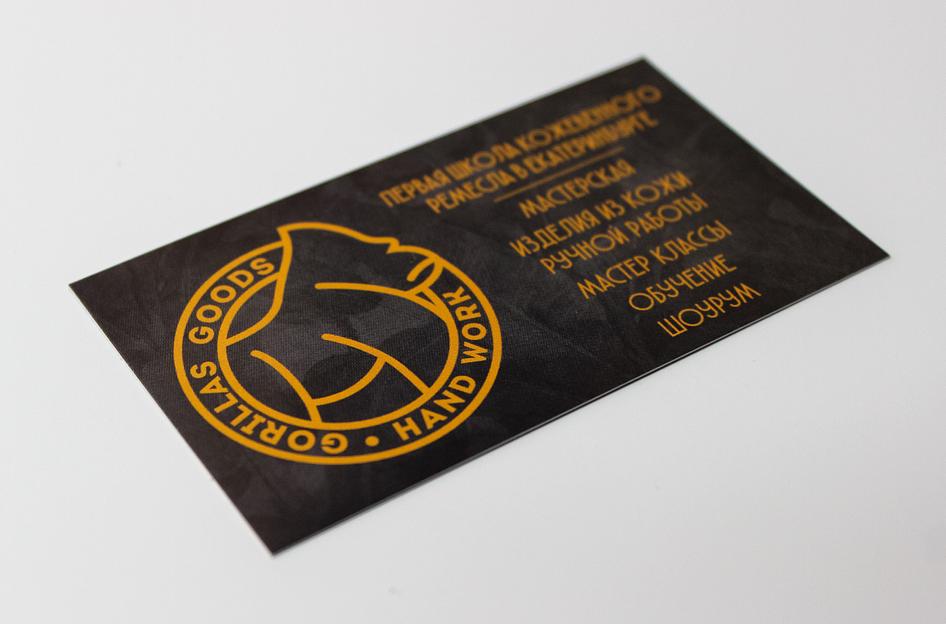 GORILLAS GOODS • HAND WORK
ПЕРВАЯ ШКОЛА КОЖЕВЕННОГО
РЕМЕСЛА В ЕКАТЕРИНБУРГЕ
МАСТЕРСКАЯ
ИЗДЕЛИЯ ИЗ КОЖИ
РУЧНОЙ РАБОТЫ
МАСТЕР КЛАССЫ
ОБУЧЕНИЕ
ШОУРУМ